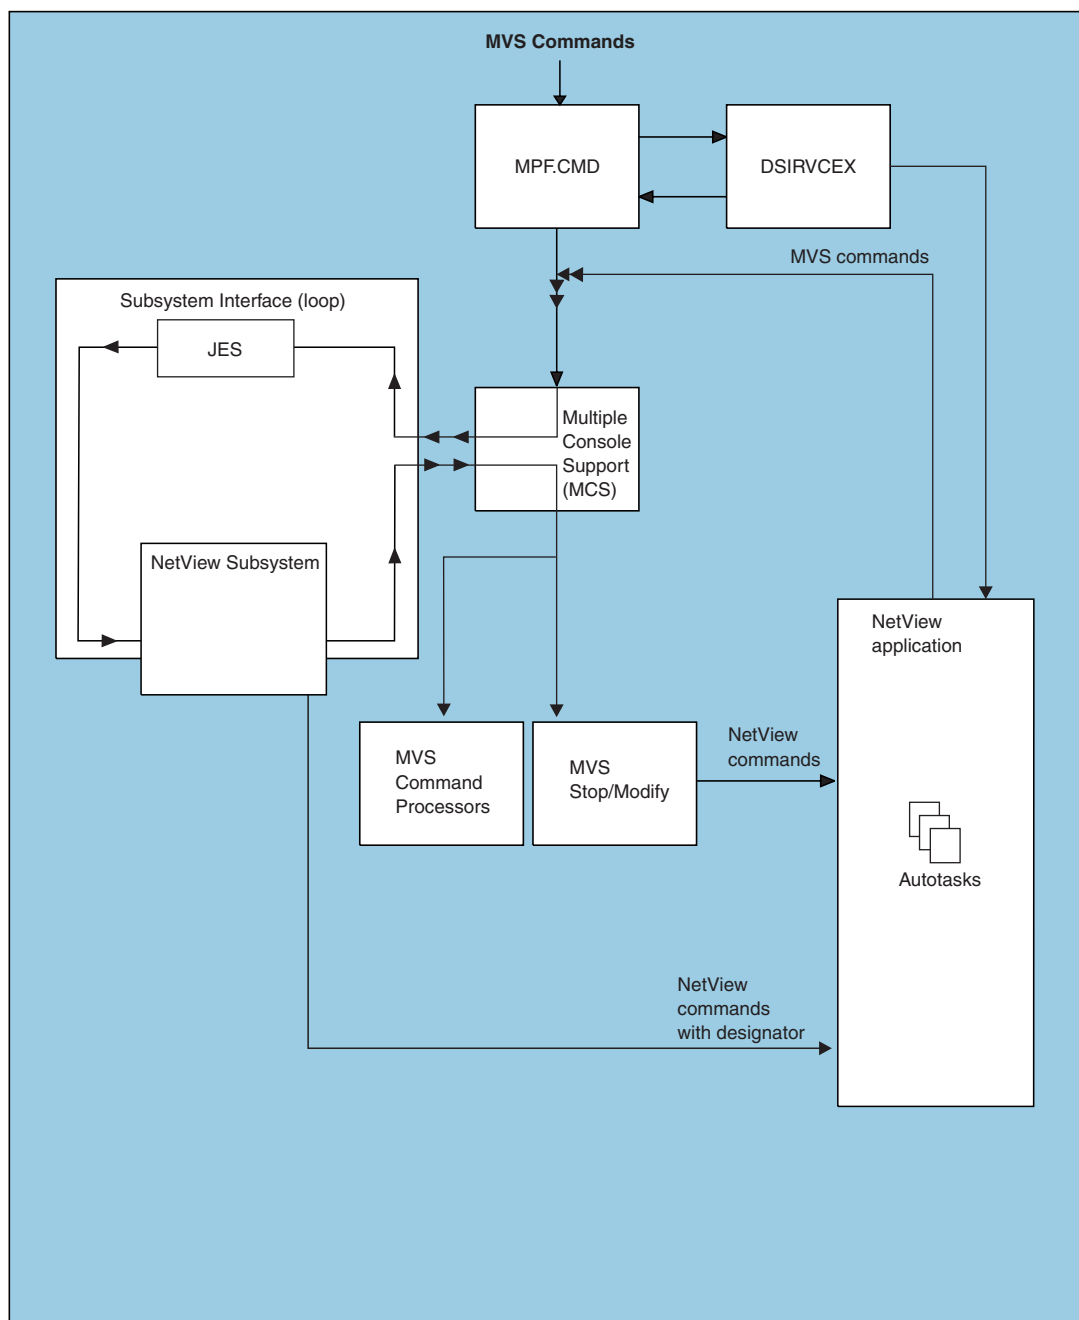 MVS Commands
MPF.CMD
DSIRVCEX
MVS commands
Subsystem Interface (loop)
JES
Multiple
Console
Support
(MCS)
NetView Subsystem
NetView
application
MVS
Command
Processors
MVS
Stop/Modify
NetView
commands
Autotasks
NetView
commands
with designator